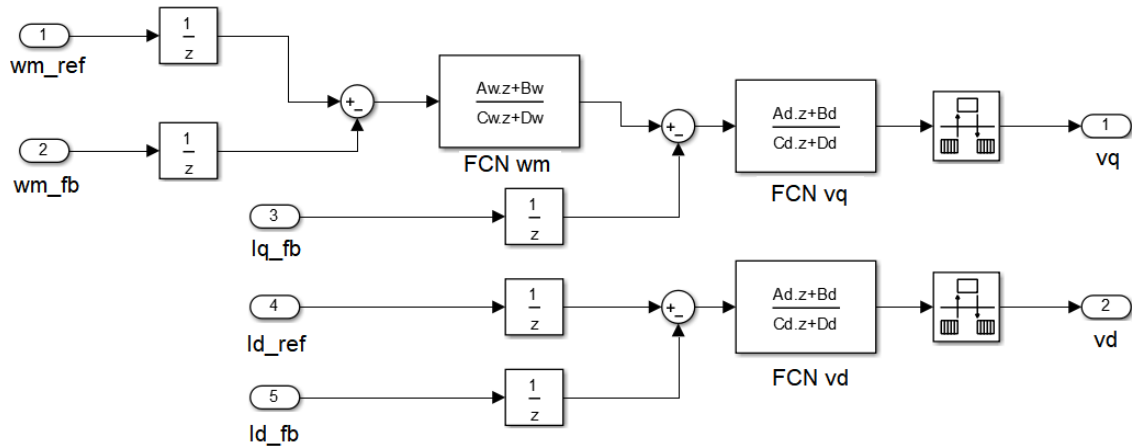 1
wm_ref
1
z
2
wm_fb
1
z
+
−
Aw.z+Bw
Cw.z+Dw
FCN wm
3
Iq_fb
1
z
+
−
Ad.z+Bd
Cd.z+Dd
FCN vq
1
vq
4
Id_ref
1
z
+
−
Ad.z+Bd
Cd.z+Dd
FCN vd
2
vd
5
Id_fb
1
z